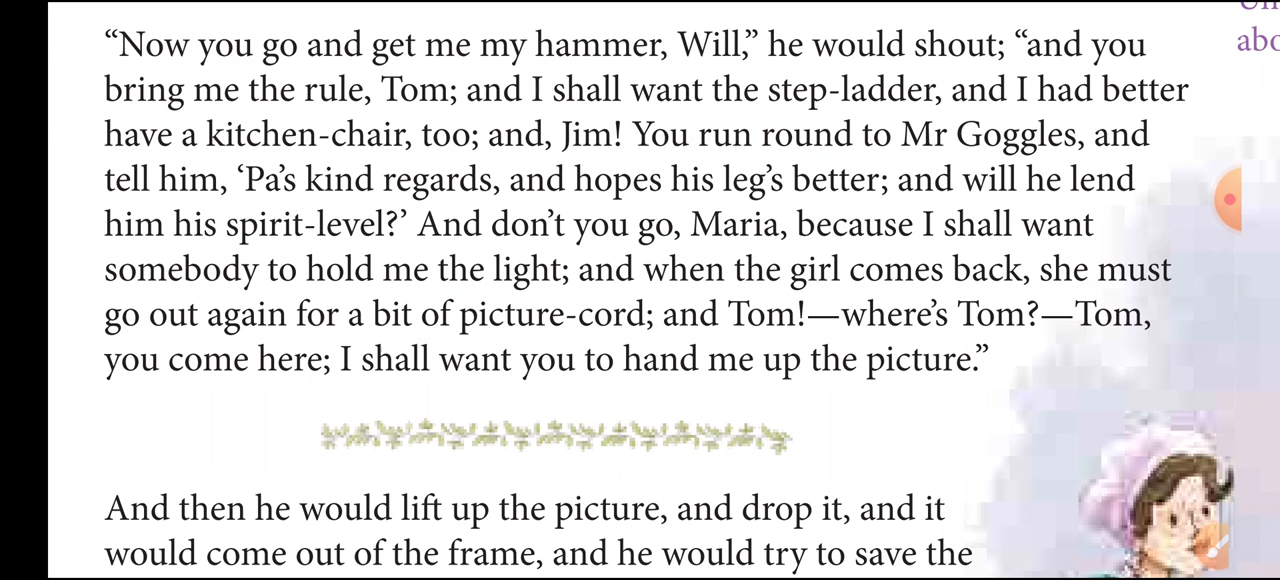 “Now you go and get me my hammer, Will,” he would shout; “and you
bring me the rule, Tom; and I shall want the step-ladder, and I had better
have a kitchen-chair, too; and, Jim! You run round to Mr Goggles, and
tell him, ‘Pa’s kind regards, and hopes his leg’s better; and will he lend
him his spirit-level?’ And don’t you go, Maria, because I shall want
somebody to hold me the light; and when the girl comes back, she must
go out again for a bit of picture-cord; and Tom!—where’s Tom?—Tom,
you come here; I shall want you to hand me up the picture.”
And then he would lift up the picture, and drop it, and it
would come out of the frame, and he would try to save the